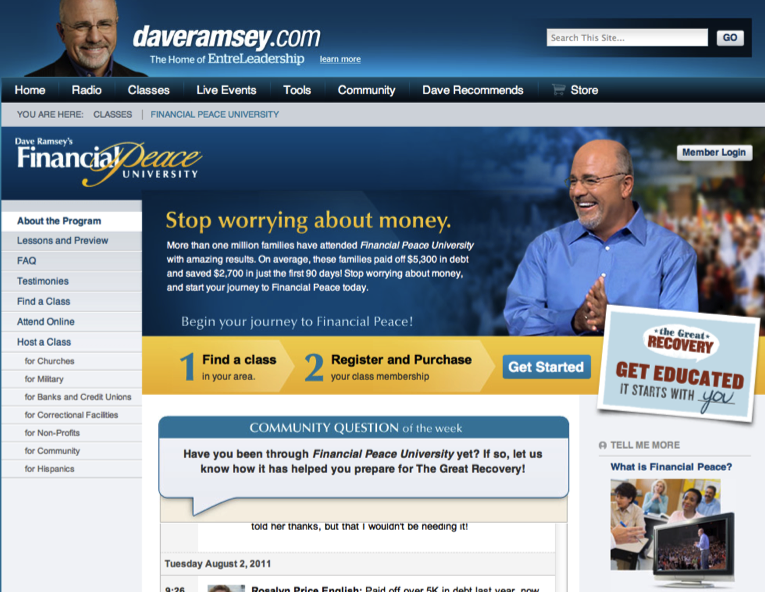 daveramsey.com
The Home of EntreLeadership learn more
Search This Site...
GO
Home
Radio
Classes
Live Events
Tools
Community
Dave Recommends
Store
YOU ARE HERE: CLASSES | FINANCIAL PEACE UNIVERSITY
Dave Ramsey's
Financial Peace
UNIVERSITY
Member Login
About the Program
Lessons and Preview
FAQ
Testimonies
Find a Class
Attend Online
Host a Class
for Churches
for Military
for Banks and Credit Unions
for Correctional Facilities
for Non-Profits
for Community
for Hispanics
Stop worrying about money.
More than one million families have attended Financial Peace University
with amazing results. On average, these families paid off $5,300 in debt
and saved $2,700 in just the first 90 days! Stop worrying about money,
and start your journey to Financial Peace today.
Begin your journey to Financial Peace!
1 Find a class
in your area.
2 Register and Purchase
your class membership
Get Started
the Great
RECOVERY
GET EDUCATED
IT STARTS WITH you
COMMUNITY QUESTION of the week
Have you been through Financial Peace University yet? If so, let us
know how it has helped you prepare for The Great Recovery!
told her thanks, but that I wouldn't be needing it!
Tuesday August 2, 2011
9:26
Rosalyn Price English: Paid off over 5K in debt last year, now
TELL ME MORE
What is Financial Peace?